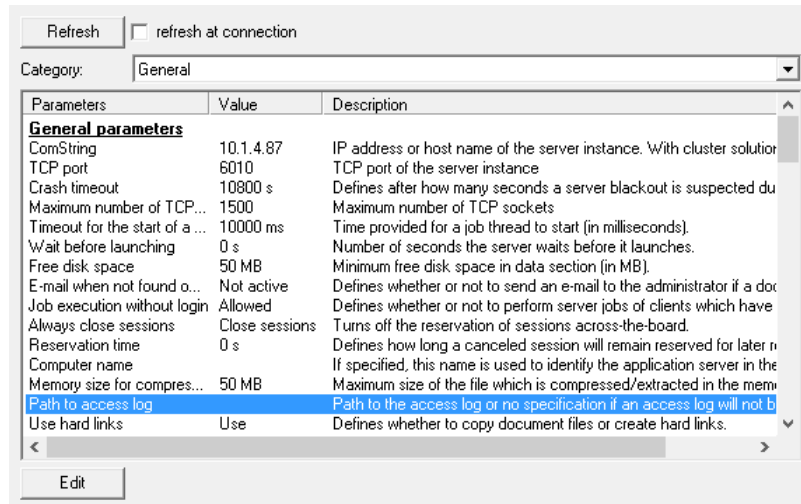 Refresh refresh at connection
Category: General
Parameters Value Description
General parameters
ComString 10.1.4.87 IP address or host name of the server instance. With cluster solution
TCP port 6010 TCP port of the server instance
Crash timeout 10800 s Defines after how many seconds a server blackout is suspected du
Maximum number of TCP... 1500 Maximum number of TCP sockets
Timeout for the start of a ... 10000 ms Time provided for a job thread to start (in milliseconds).
Wait before launching 0 s Number of seconds the server waits before it launches.
Free disk space 50 MB Minimum free disk space in data section (in MB).
E-mail when not found o... Not active Defines whether or not to send an e-mail to the administrator if a doc
Job execution without login Allowed Defines whether or not to perform server jobs of clients which have
Always close sessions Close sessions Turns off the reservation of sessions across-the-board.
Reservation time 0 s Defines how long a canceled session will remain reserved for later r
Computer name If specified, this name is used to identify the application server in the
Memory size for compres... 50 MB Maximum size of the file which is compressed/extracted in the mem
Path to access log Path to the access log or no specification if an access log will not b
Use hard links Use Defines whether to copy document files or create hard links.
Edit